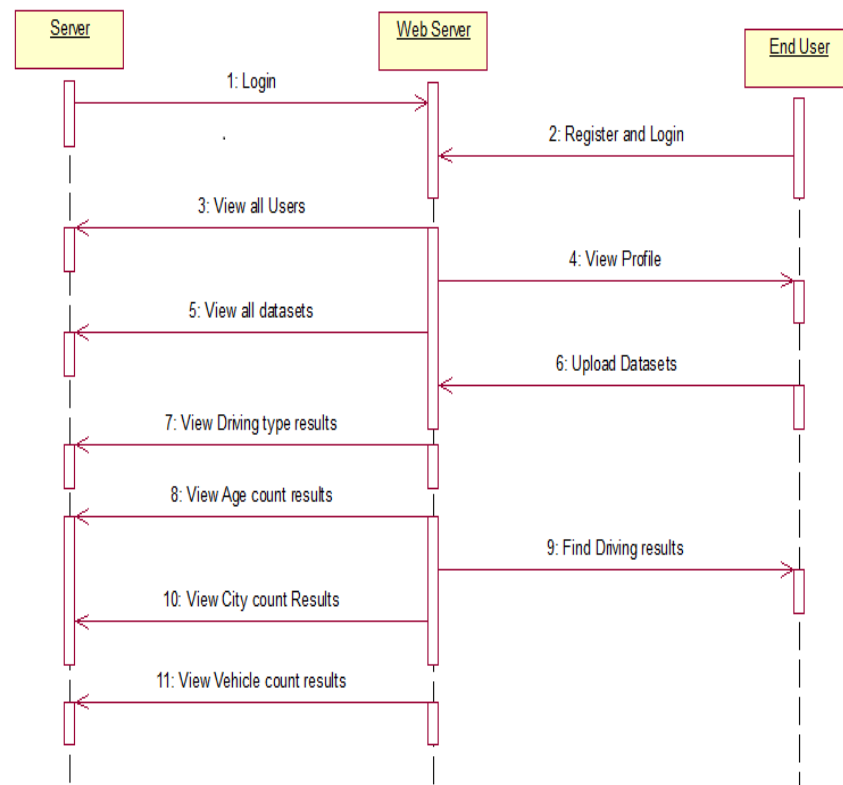 Server
Web Server
End User
1: Login
2: Register and Login
3: View all Users
4: View Profile
5: View all datasets
6: Upload Datasets
7: View Driving type results
8: View Age count results
9: Find Driving results
10: View City count Results
11: View Vehicle count results